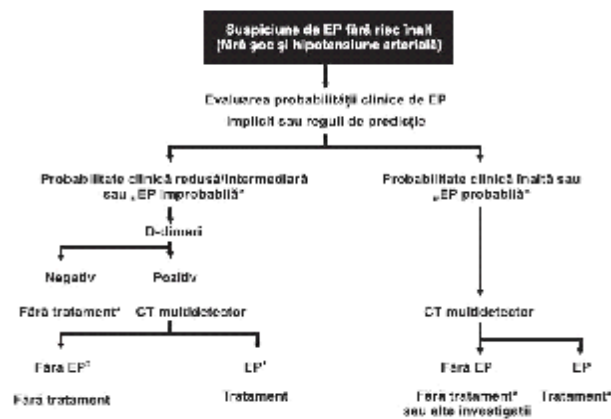 Suspiciune de EP fără risc înalt
(fără șoc și hipotensiune arterială)
Evaluarea probabilității clinice de EP
Implicit sau reguli de predicție
Probabilitate clinică redusă/intermediară
sau „EP improbabilă"
Probabilitate clinică înaltă sau
„EP probabilă"
D-dimeri
Negativ
Pozitiv
Fără tratament*
CT multidetector
CT multidetector
Fără EP
EP
Fără EP
EP
Fără tratament
Tratament
Fără tratament*
sau alte investigații
Tratament*